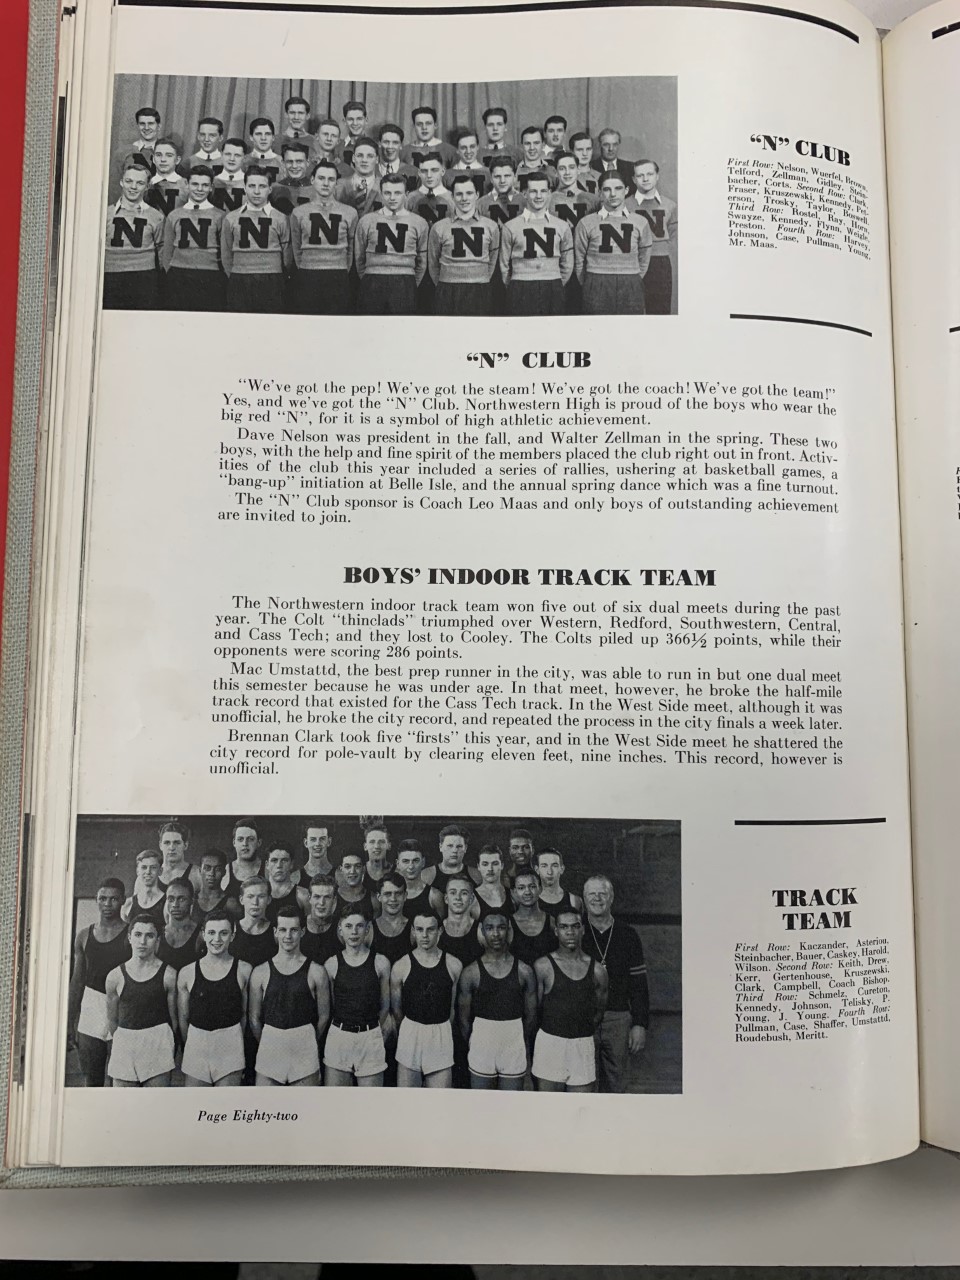 “N” CLUB
First Row: Nelson, Wuerfel, Brown,
Telford, Zellman, Gidley, Stein-
bacher, Corts. Second Row: Clark,
Fraser, Kruszewski, Kennedy, Pet-
erson, Trosky, Taylor, Boswell.
Third Row: Rostel, Ray, Horn,
Swayze, Kennedy, Flynn, Weigle,
Preston. Fourth Row: Harvey,
Johnson, Case, Pullman, Young,
Mr. Maas.
N N N N N N N N N
“N” CLUB
“We’ve got the pep! We’ve got the steam! We’ve got the coach! We’ve got the team!”
Yes, and we’ve got the “N” Club. Northwestern High is proud of the boys who wear the
big red “N”, for it is a symbol of high athletic achievement.
Dave Nelson was president in the fall, and Walter Zellman in the spring. These two
boys, with the help and fine spirit of the members placed the club right out in front. Activ-
ities of the club this year included a series of rallies, ushering at basketball games, a
“bang-up” initiation at Belle Isle, and the annual spring dance which was a fine turnout.
The “N” Club sponsor is Coach Leo Maas and only boys of outstanding achievement
are invited to join.
BOYS’ INDOOR TRACK TEAM
The Northwestern indoor track team won five out of six dual meets during the past
year. The Colt “thinclads” triumphed over Western, Redford, Southwestern, Central,
and Cass Tech; and they lost to Cooley. The Colts piled up 366½ points, while their
opponents were scoring 286 points.
Mac Umstattd, the best prep runner in the city, was able to run in but one dual meet
this semester because he was under age. In that meet, however, he broke the half-mile
track record that existed for the Cass Tech track. In the West Side meet, although it was
unofficial, he broke the city record, and repeated the process in the city finals a week later.
Brennan Clark took five “firsts” this year, and in the West Side meet he shattered the
city record for pole-vault by clearing eleven feet, nine inches. This record, however is
unofficial.
TRACK
TEAM
First Row: Kaczander, Asteriou,
Steinbacher, Bauer, Caskey, Harold,
Wilson. Second Row: Keith, Drew,
Kerr, Gertenhouse, Kruszewski,
Clark, Campbell, Coach Bishop.
Third Row: Schmelz, Cureton,
Kennedy, Johnson, Telisky, P.
Young, J. Young. Fourth Row:
Pullman, Case, Shaffer, Umstattd,
Roudebush, Meritt.
Page Eighty-two